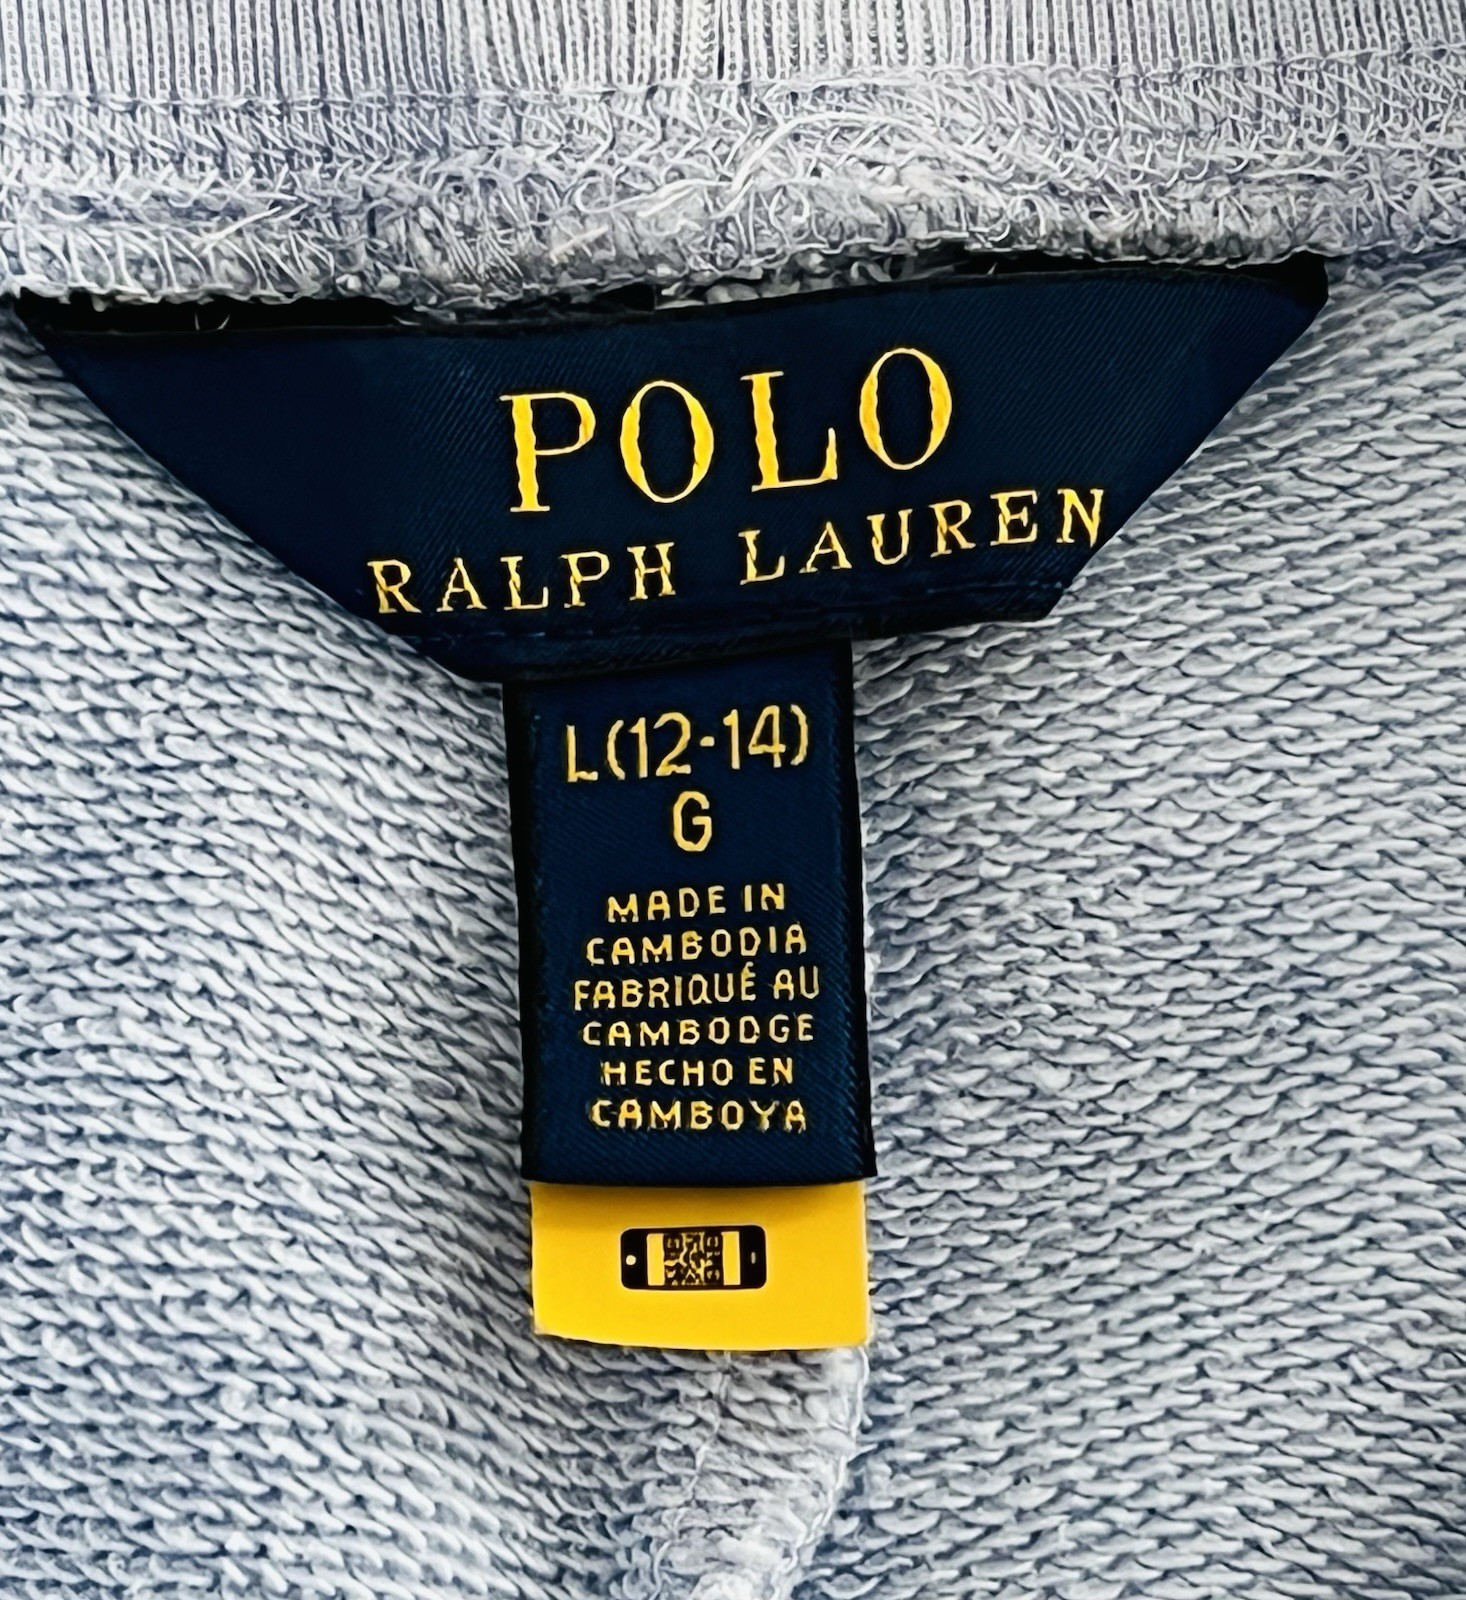 POLO
RALPH LAUREN
L(12-14)
G
MADE IN
CAMBODIA
FABRIQUÉ AU
CAMBODGE
HECHO EN
CAMBOYA